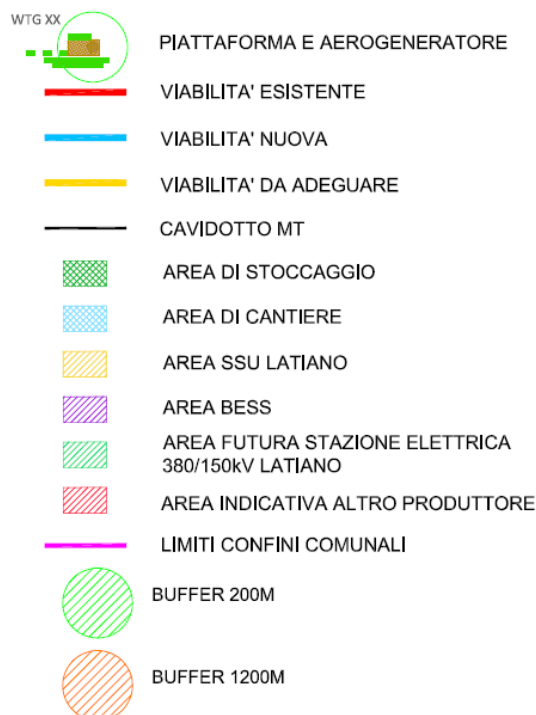 WTG XX
PIATTAFORMA E AEROGENERATORE
VIABILITA' ESISTENTE
VIABILITA' NUOVA
VIABILITA' DA ADEGUARE
CAVIDOTTO MT
AREA DI STOCCAGGIO
AREA DI CANTIERE
AREA SSU LATIANO
AREA BESS
AREA FUTURA STAZIONE ELETTRICA
380/150kV LATIANO
AREA INDICATIVA ALTRO PRODUTTORE
LIMITI CONFINI COMUNALI
BUFFER 200M
BUFFER 1200M